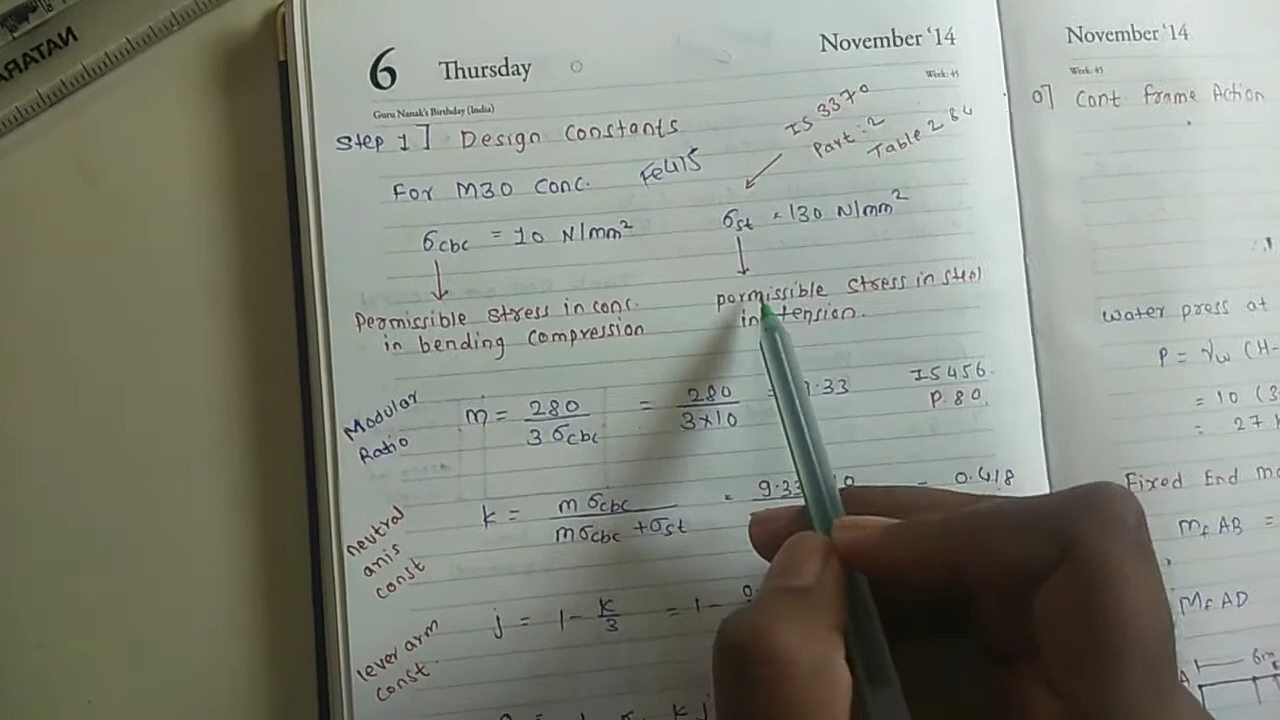 NATARA
6 Thursday November '14
Guru Nanak's Birthday (India) Week: 45
Step 1] Design Constants
IS 3370
Part:2
Table 2 & 4
For M30 Conc. Fe415
σcbc = 10 N/mm² σst = 130 N/mm²
Permissible stress in conc. in bending compression
permissible stress in steel in tension.
Modular Ratio m = 280 / 3 σcbc = 280 / 3×10 = 9.33 IS456. P. 80.
neutral axis const k = m σcbc / m σcbc + σst = 9.33 = 0.418
lever arm const. j = 1 - k/3 = 1 -
k j
November '14
Week: 45
0] Cont frame Action
water press at
P = γw (H-
= 10 (3
= 27
Fixed End m
MF AB =
MF AD
A 6m